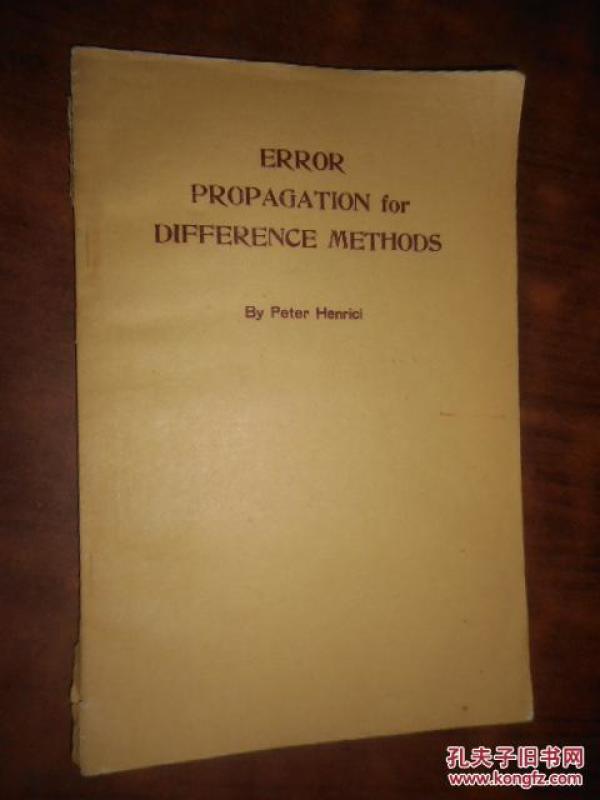 ERROR
PROPAGATION for
DIFFERENCE METHODS
By Peter Henrici
孔夫子旧书网
www.kongfz.com